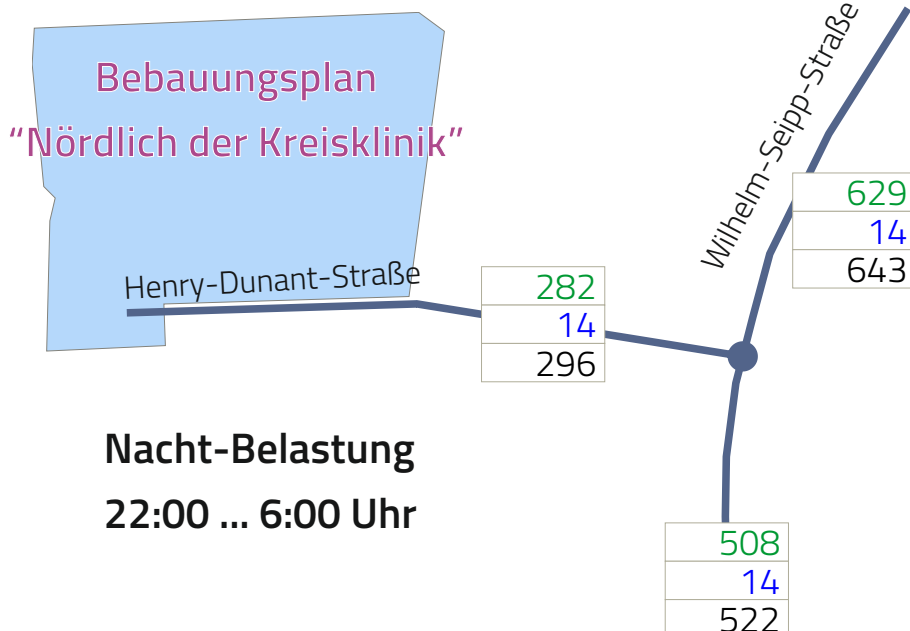 Bebauungsplan
“Nördlich der Kreisklinik”
Wilhelm-Seipp-Straße
629
14
643
Henry-Dunant-Straße
282
14
296
Nacht-Belastung
22:00 ... 6:00 Uhr
508
14
522